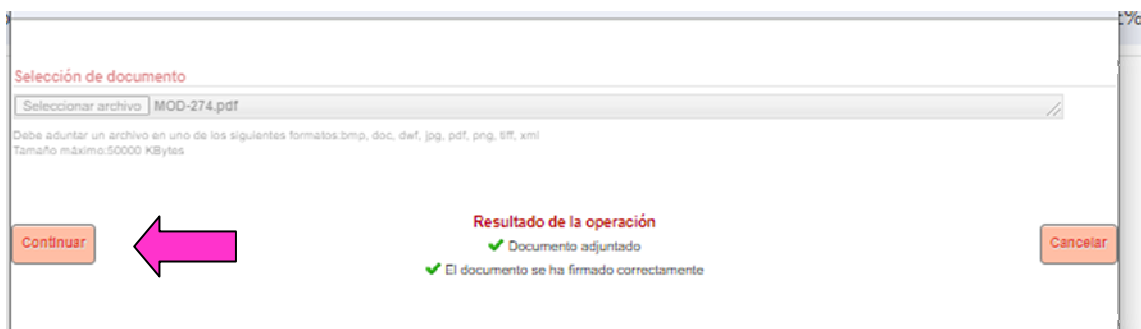 Selección de documento
Seleccionar archivo MOD-274.pdf
Debe aduntar un archivo en uno de los siguientes formatos:bmp, doc, dwf, jpg, pdf, png, tiff, xml
Tamaño máximo:50000 KBytes
Resultado de la operación
Continuar
Documento adjuntado
Cancelar
El documento se ha firmado correctamente